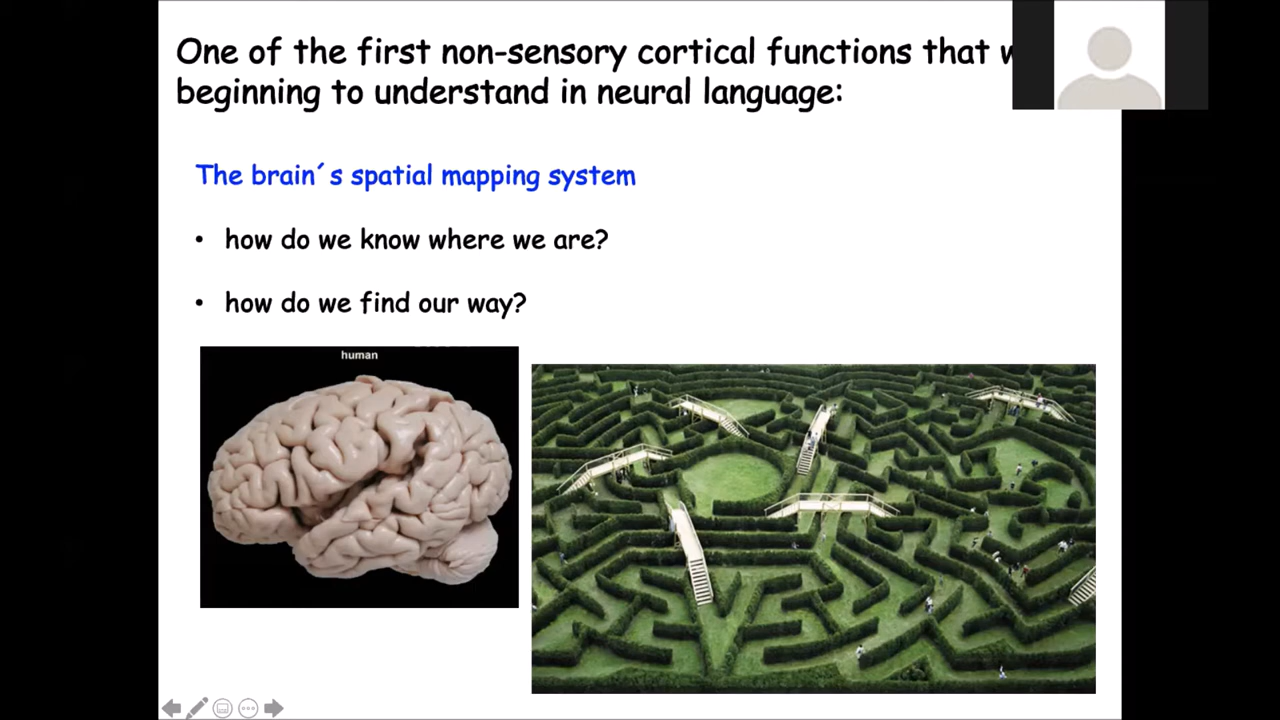 One of the first non-sensory cortical functions that
beginning to understand in neural language:
The brain´s spatial mapping system
• how do we know where we are?
• how do we find our way?
human